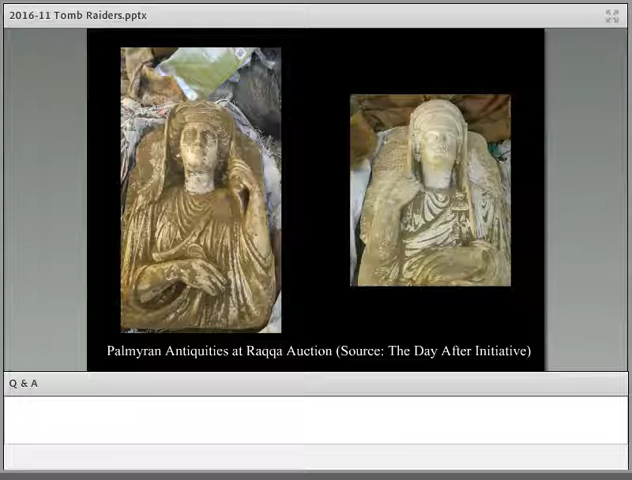 2016-11 Tomb Raiders.pptx
Palmyran Antiquities at Raqqa Auction (Source: The Day After Initiative)
Q & A